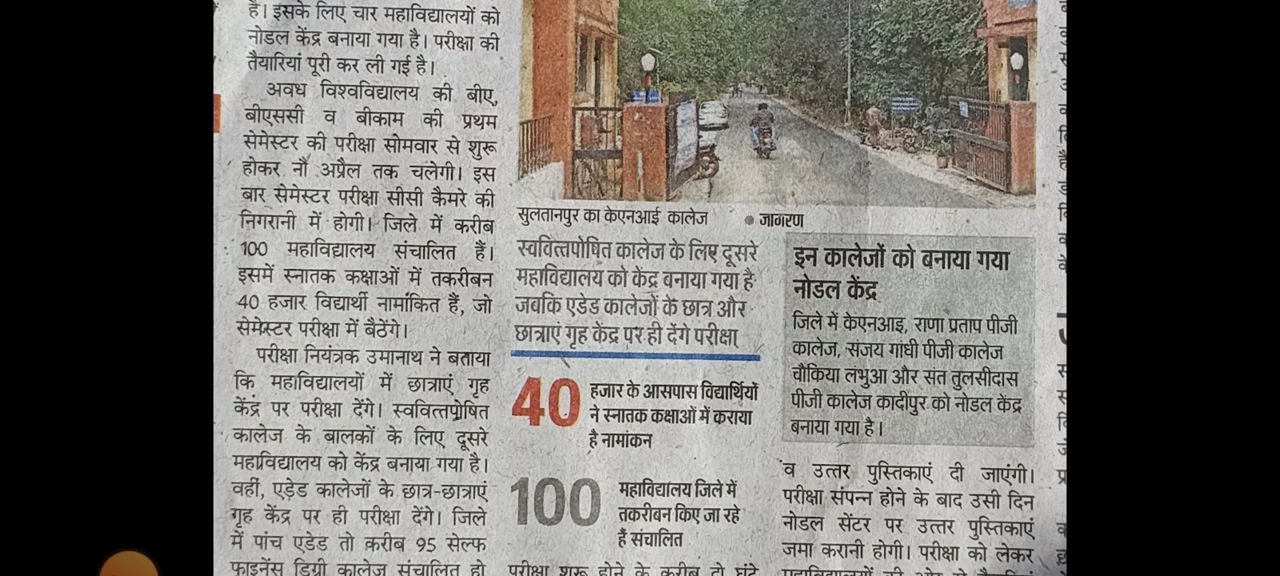 है। इसके लिए चार महाविद्यालयों को
नोडल केंद्र बनाया गया है। परीक्षा की
तैयारियां पूरी कर ली गई है।
अवध विश्वविद्यालय की बीए,
बीएससी व बीकाम की प्रथम
सेमेस्टर की परीक्षा सोमवार से शुरू
होकर नौ अप्रैल तक चलेगी। इस
बार सेमेस्टर परीक्षा सीसी कैमरे की
निगरानी में होगी। जिले में करीब
100 महाविद्यालय संचालित हैं।
इसमें स्नातक कक्षाओं में तकरीबन
40 हजार विद्यार्थी नामांकित हैं, जो
सेमेस्टर परीक्षा में बैठेंगे।
परीक्षा नियंत्रक उमानाथ ने बताया
कि महाविद्यालयों में छात्राएं गृह
केंद्र पर परीक्षा देंगे। स्ववित्तपोषित
कालेज के बालकों के लिए दूसरे
महाविद्यालय को केंद्र बनाया गया है।
वहीं, एडेड कालेजों के छात्र-छात्राएं
गृह केंद्र पर ही परीक्षा देंगे। जिले
में पांच एडेड तो करीब 95 सेल्फ
फाइनेंस डिग्री कालेज संचालित हो
सुलतानपुर का केएनआई कालेज ● जागरण
स्ववित्तपोषित कालेज के लिए दूसरे
महाविद्यालय को केंद्र बनाया गया है
जबकि एडेड कालेजों के छात्र और
छात्राएं गृह केंद्र पर ही देंगे परीक्षा
40 हजार के आसपास विद्यार्थियों
ने स्नातक कक्षाओं में कराया
है नामांकन
100 महाविद्यालय जिले में
तकरीबन किए जा रहे
हैं संचालित
परीक्षा शुरू होने के करीब दो घंटे
इन कालेजों को बनाया गया
नोडल केंद्र
जिले में केएनआइ, राणा प्रताप पीजी
कालेज, संजय गांधी पीजी कालेज
चौकिया लंभुआ और संत तुलसीदास
पीजी कालेज कादीपुर को नोडल केंद्र
बनाया गया है।
व उत्तर पुस्तिकाएं दी जाएंगी।
परीक्षा संपन्न होने के बाद उसी दिन
नोडल सेंटर पर उत्तर पुस्तिकाएं
जमा करानी होगी। परीक्षा को लेकर